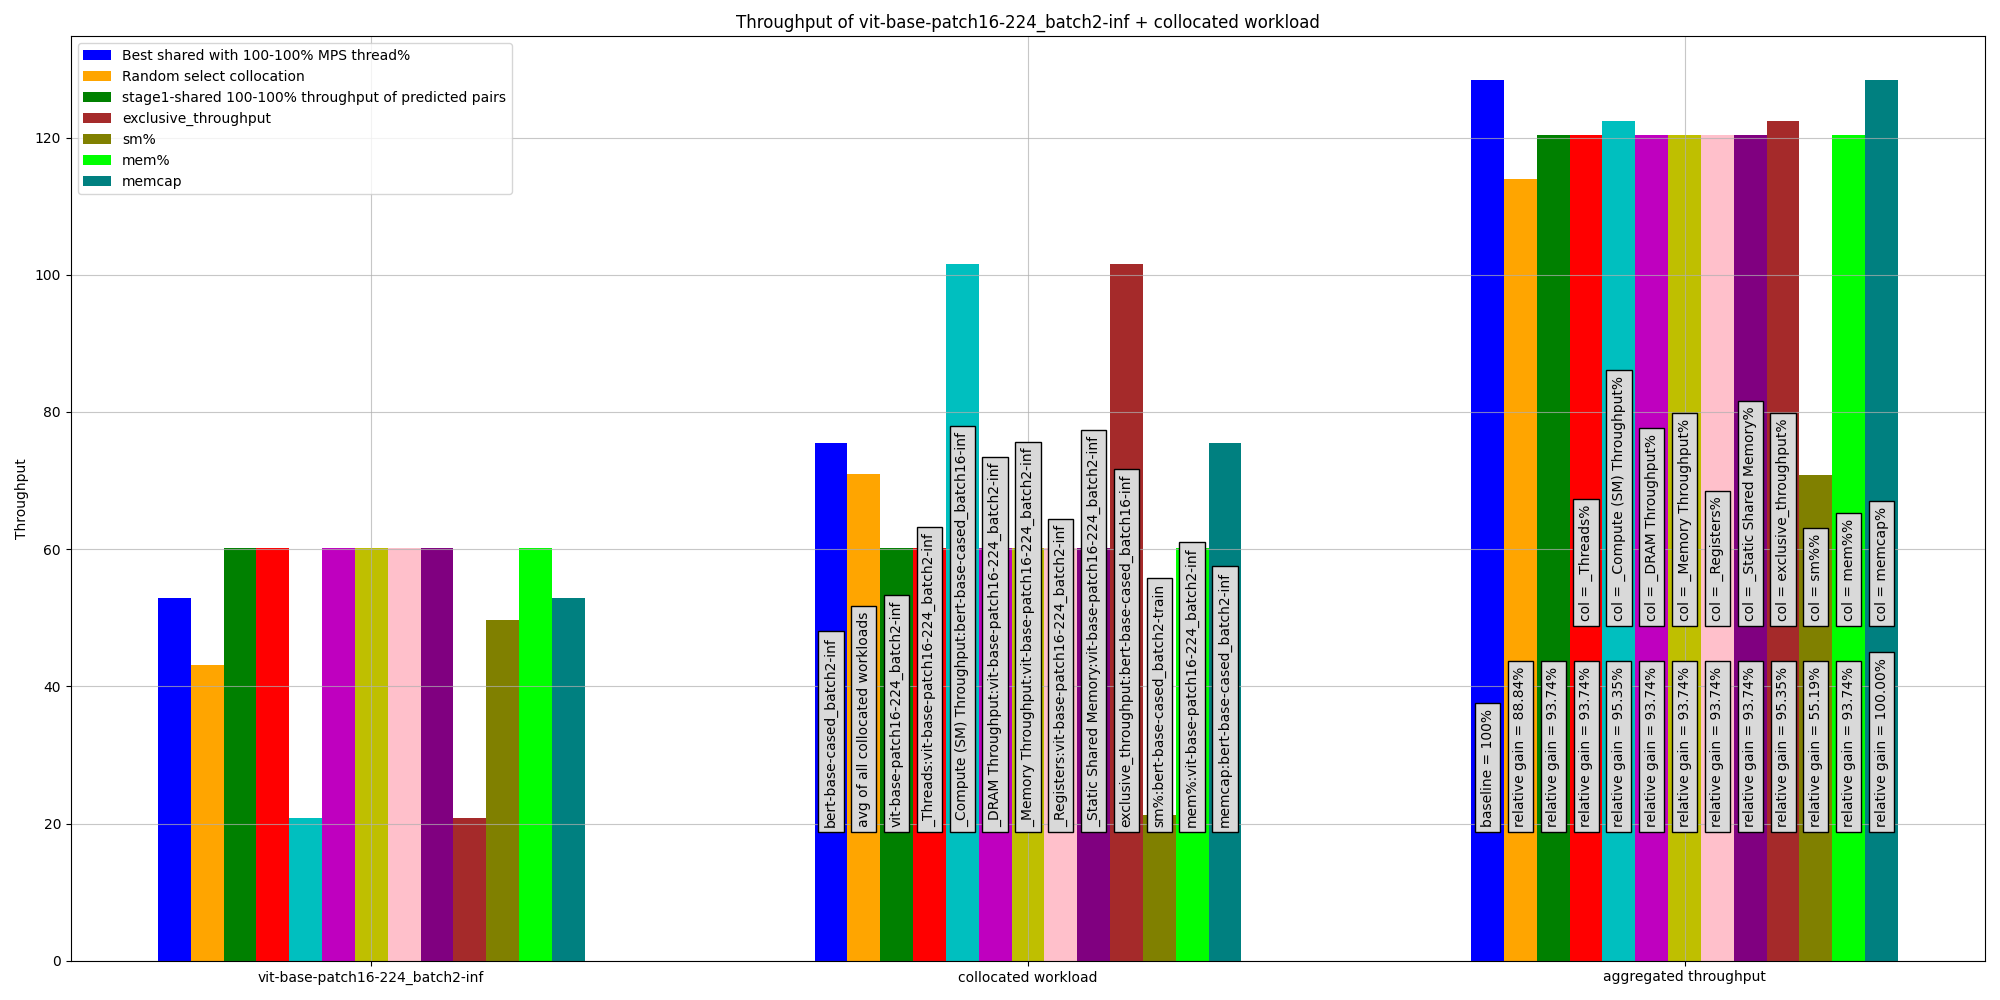 Throughput of vit-base-patch16-224_batch2-inf + collocated workload
Best shared with 100-100% MPS thread%
Random select collocation
stage1-shared 100-100% throughput of predicted pairs
exclusive_throughput
sm%
mem%
memcap
Throughput
120
100
80
60
40
20
0
bert-base-cased_batch2-inf
avg of all collocated workloads
vit-base-patch16-224_batch2-inf
_Threads:vit-base-patch16-224_batch2-inf
_Compute (SM) Throughput:bert-base-cased_batch16-inf
_DRAM Throughput:vit-base-patch16-224_batch2-inf
_Memory Throughput:vit-base-patch16-224_batch2-inf
_Registers:vit-base-patch16-224_batch2-inf
_Static Shared Memory:vit-base-patch16-224_batch2-inf
exclusive_throughput:bert-base-cased_batch16-inf
sm%:bert-base-cased_batch2-train
mem%:vit-base-patch16-224_batch2-inf
memcap:bert-base-cased_batch2-inf
col = _Threads%
col = _Compute (SM) Throughput%
col = _DRAM Throughput%
col = _Memory Throughput%
col = _Registers%
col = _Static Shared Memory%
col = exclusive_throughput%
col = sm%%
col = mem%%
col = memcap%
baseline = 100%
relative gain = 88.84%
relative gain = 93.74%
relative gain = 93.74%
relative gain = 95.35%
relative gain = 93.74%
relative gain = 93.74%
relative gain = 93.74%
relative gain = 93.74%
relative gain = 95.35%
relative gain = 55.19%
relative gain = 93.74%
relative gain = 100.00%
vit-base-patch16-224_batch2-inf
collocated workload
aggregated throughput